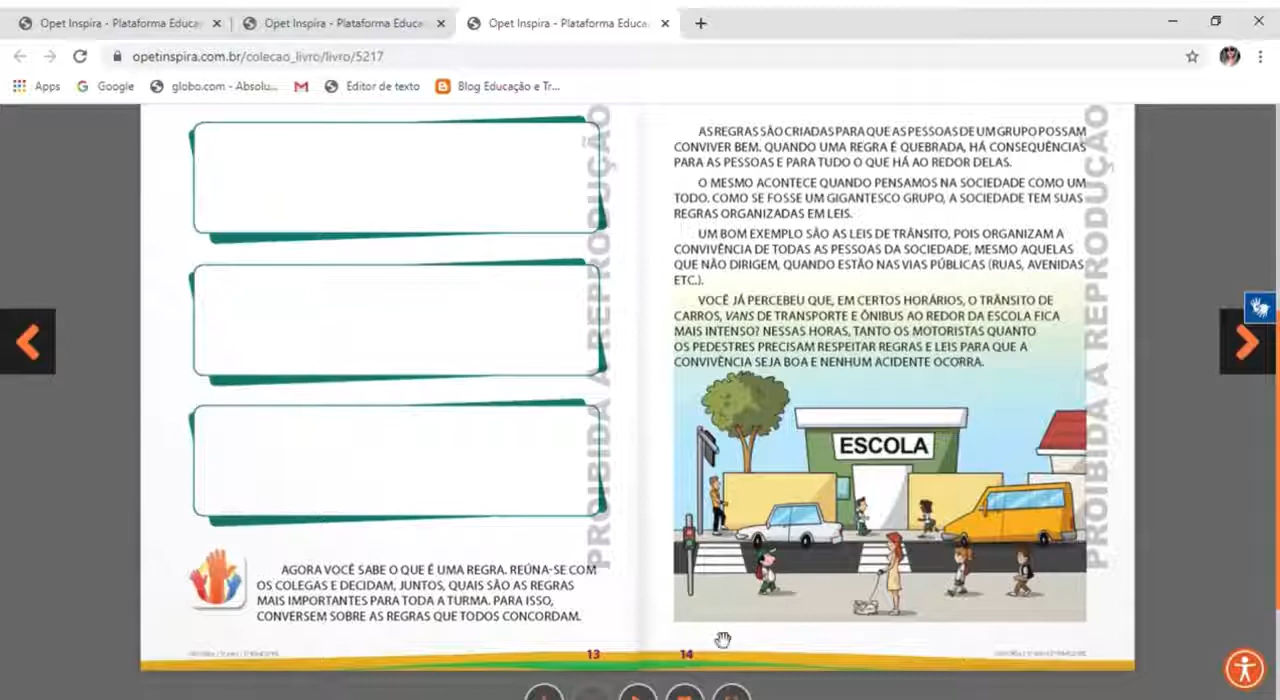 Opet Inspira - Plataforma Educa
Opet Inspira - Plataforma Educa
Opet Inspira - Plataforma Educa
opetinspira.com.br/colecao_livro/livro/5217
Apps
Google
globo.com - Absolu...
Editor de texto
Blog Educação e Tr...
AGORA VOCÊ SABE O QUE É UMA REGRA. REÚNA-SE COM
OS COLEGAS E DECIDAM, JUNTOS, QUAIS SÃO AS REGRAS
MAIS IMPORTANTES PARA TODA A TURMA. PARA ISSO,
CONVERSEM SOBRE AS REGRAS QUE TODOS CONCORDAM.
PROIBIDA A REPRODUÇÃO
13
AS REGRAS SÃO CRIADAS PARA QUE AS PESSOAS DE UM GRUPO POSSAM
CONVIVER BEM. QUANDO UMA REGRA É QUEBRADA, HÁ CONSEQUÊNCIAS
PARA AS PESSOAS E PARA TUDO O QUE HÁ AO REDOR DELAS.
O MESMO ACONTECE QUANDO PENSAMOS NA SOCIEDADE COMO UM
TODO. COMO SE FOSSE UM GIGANTESCO GRUPO, A SOCIEDADE TEM SUAS
REGRAS ORGANIZADAS EM LEIS.
UM BOM EXEMPLO SÃO AS LEIS DE TRÂNSITO, POIS ORGANIZAM A
CONVIVÊNCIA DE TODAS AS PESSOAS DA SOCIEDADE, MESMO AQUELAS
QUE NÃO DIRIGEM, QUANDO ESTÃO NAS VIAS PÚBLICAS (RUAS, AVENIDAS
ETC.).
VOCÊ JÁ PERCEBEU QUE, EM CERTOS HORÁRIOS, O TRÂNSITO DE
CARROS, VANS DE TRANSPORTE E ÔNIBUS AO REDOR DA ESCOLA FICA
MAIS INTENSO? NESSAS HORAS, TANTO OS MOTORISTAS QUANTO
OS PEDESTRES PRECISAM RESPEITAR REGRAS E LEIS PARA QUE A
CONVIVÊNCIA SEJA BOA E NENHUM ACIDENTE OCORRA.
ESCOLA
PROIBIDA A REPRODUÇÃO
14